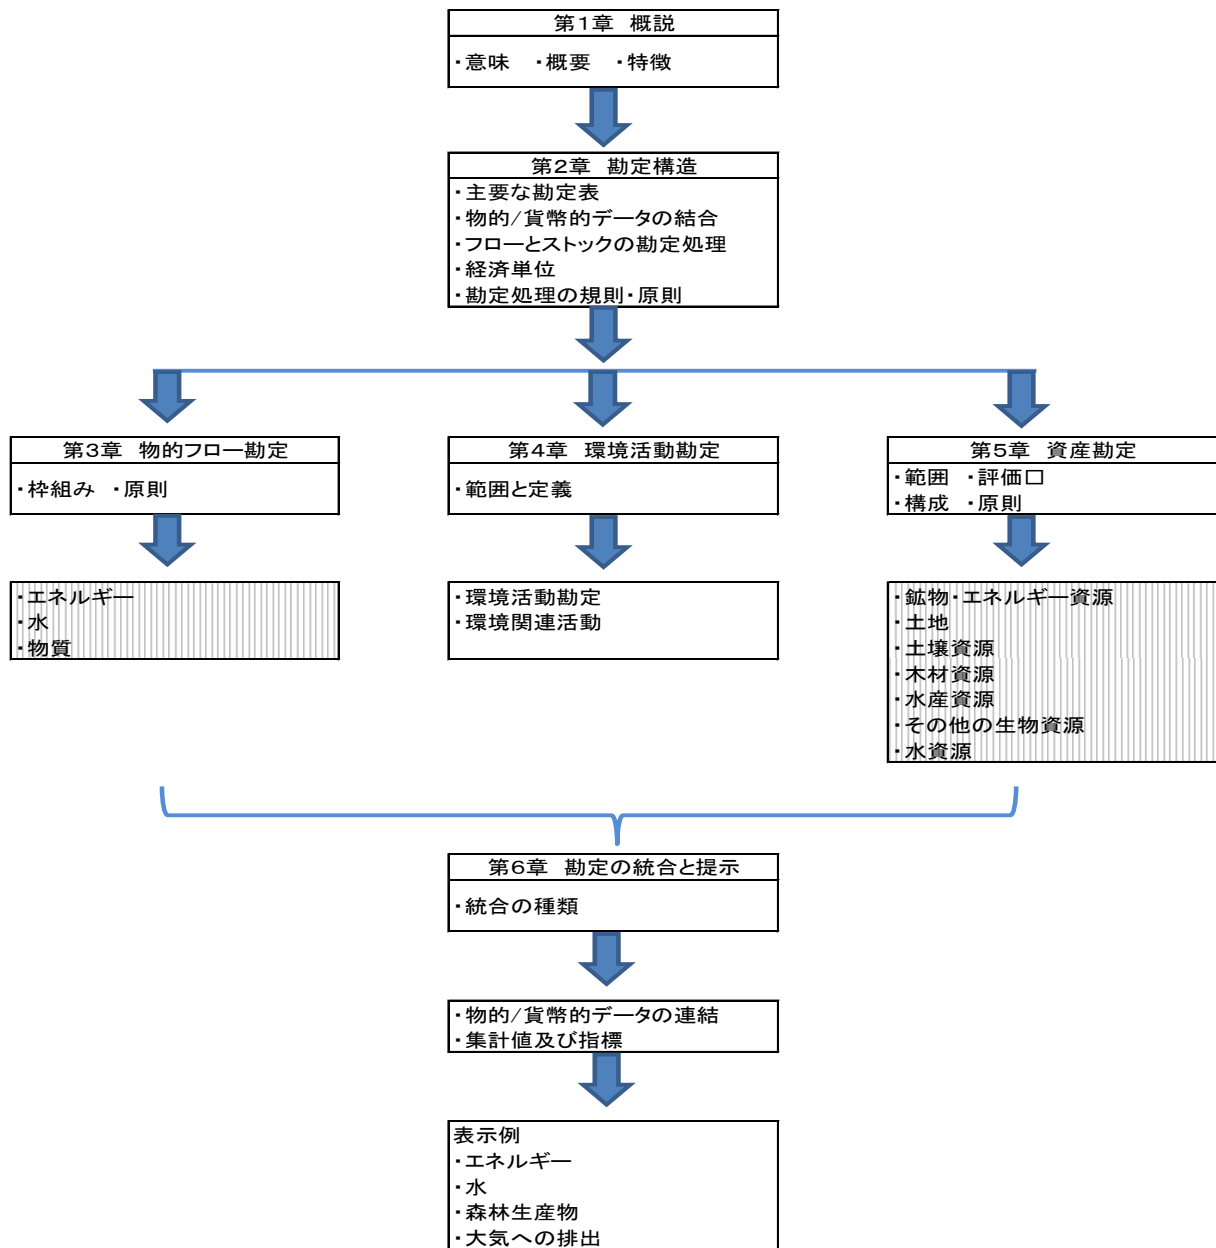 第1章 概説
・意味 ・概要 ・特徴
第2章 勘定構造
・主要な勘定表
・物的/貨幣的データの結合
・フローとストックの勘定処理
・経済単位
・勘定処理の規則・原則
第3章 物的フロー勘定
・枠組み ・原則
第4章 環境活動勘定
・範囲と定義
第5章 資産勘定
・範囲 ・評価口
・構成 ・原則
・エネルギー
・水
・物質
・環境活動勘定
・環境関連活動
・鉱物・エネルギー資源
・土地
・土壌資源
・木材資源
・水産資源
・その他の生物資源
・水資源
第6章 勘定の統合と提示
・統合の種類
・物的/貨幣的データの連結
・集計値及び指標
表示例
・エネルギー
・水
・森林生産物
・大気への排出